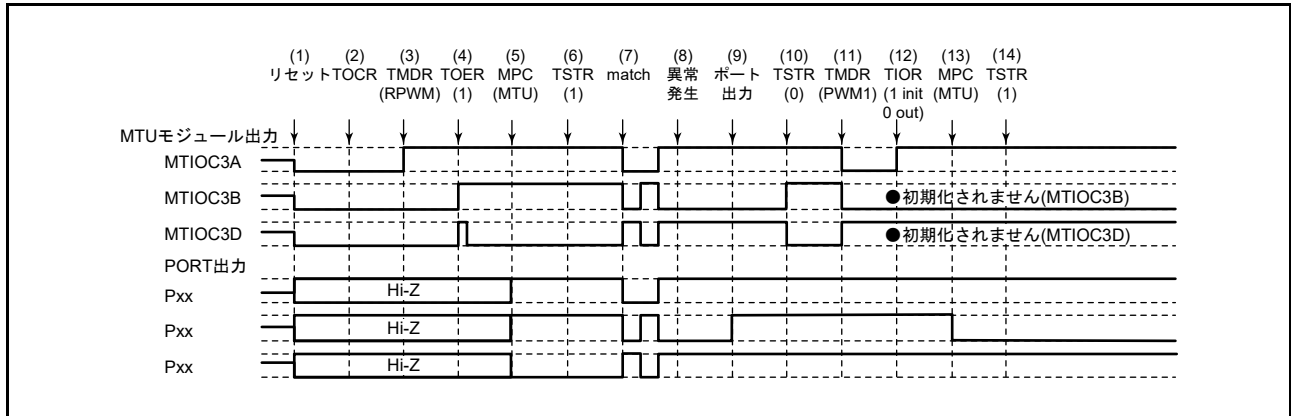 (1) (2) (3) (4) (5) (6) (7) (8) (9) (10) (11) (12) (13) (14)
リセット TOCR TMDR TOER MPC TSTR match 異常 ポート TSTR TMDR TIOR MPC TSTR
(RPWM) (1) (MTU) (1) 発生 出力 (0) (PWM1) (1 init (MTU) (1)
0 out)
MTUモジュール出力
MTIOC3A
MTIOC3B ●初期化されません(MTIOC3B)
MTIOC3D ●初期化されません(MTIOC3D)
PORT出力
Pxx Hi-Z
Pxx Hi-Z
Pxx Hi-Z